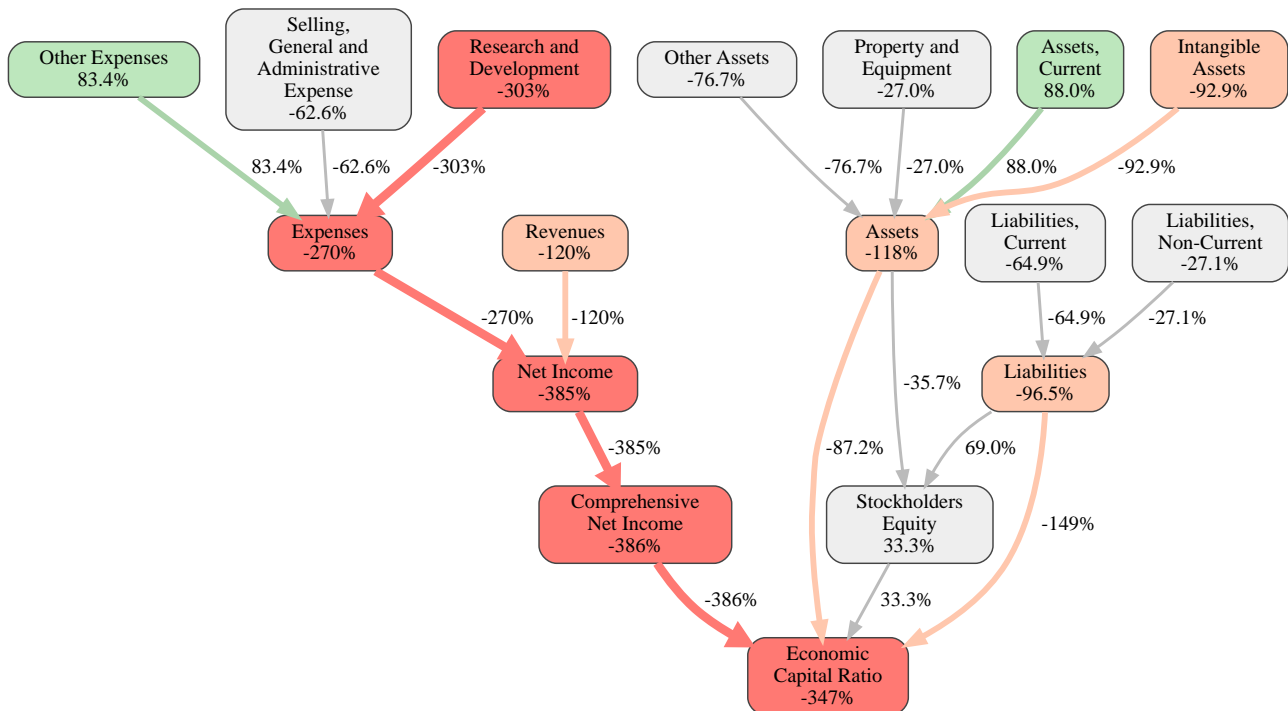 Other Expenses
83.4%
Selling,
General and
Administrative
Expense
-62.6%
Research and
Development
-303%
Other Assets
-76.7%
Property and
Equipment
-27.0%
Assets,
Current
88.0%
Intangible
Assets
-92.9%
83.4%
-62.6%
-303%
-76.7%
-27.0%
88.0%
-92.9%
Expenses
-270%
Revenues
-120%
Assets
-118%
Liabilities,
Current
-64.9%
Liabilities,
Non-Current
-27.1%
-270%
-120%
-64.9%
-27.1%
Net Income
-385%
-35.7%
Liabilities
-96.5%
-385%
-87.2%
69.0%
Comprehensive
Net Income
-386%
Stockholders
Equity
33.3%
-149%
-386%
33.3%
Economic
Capital Ratio
-347%